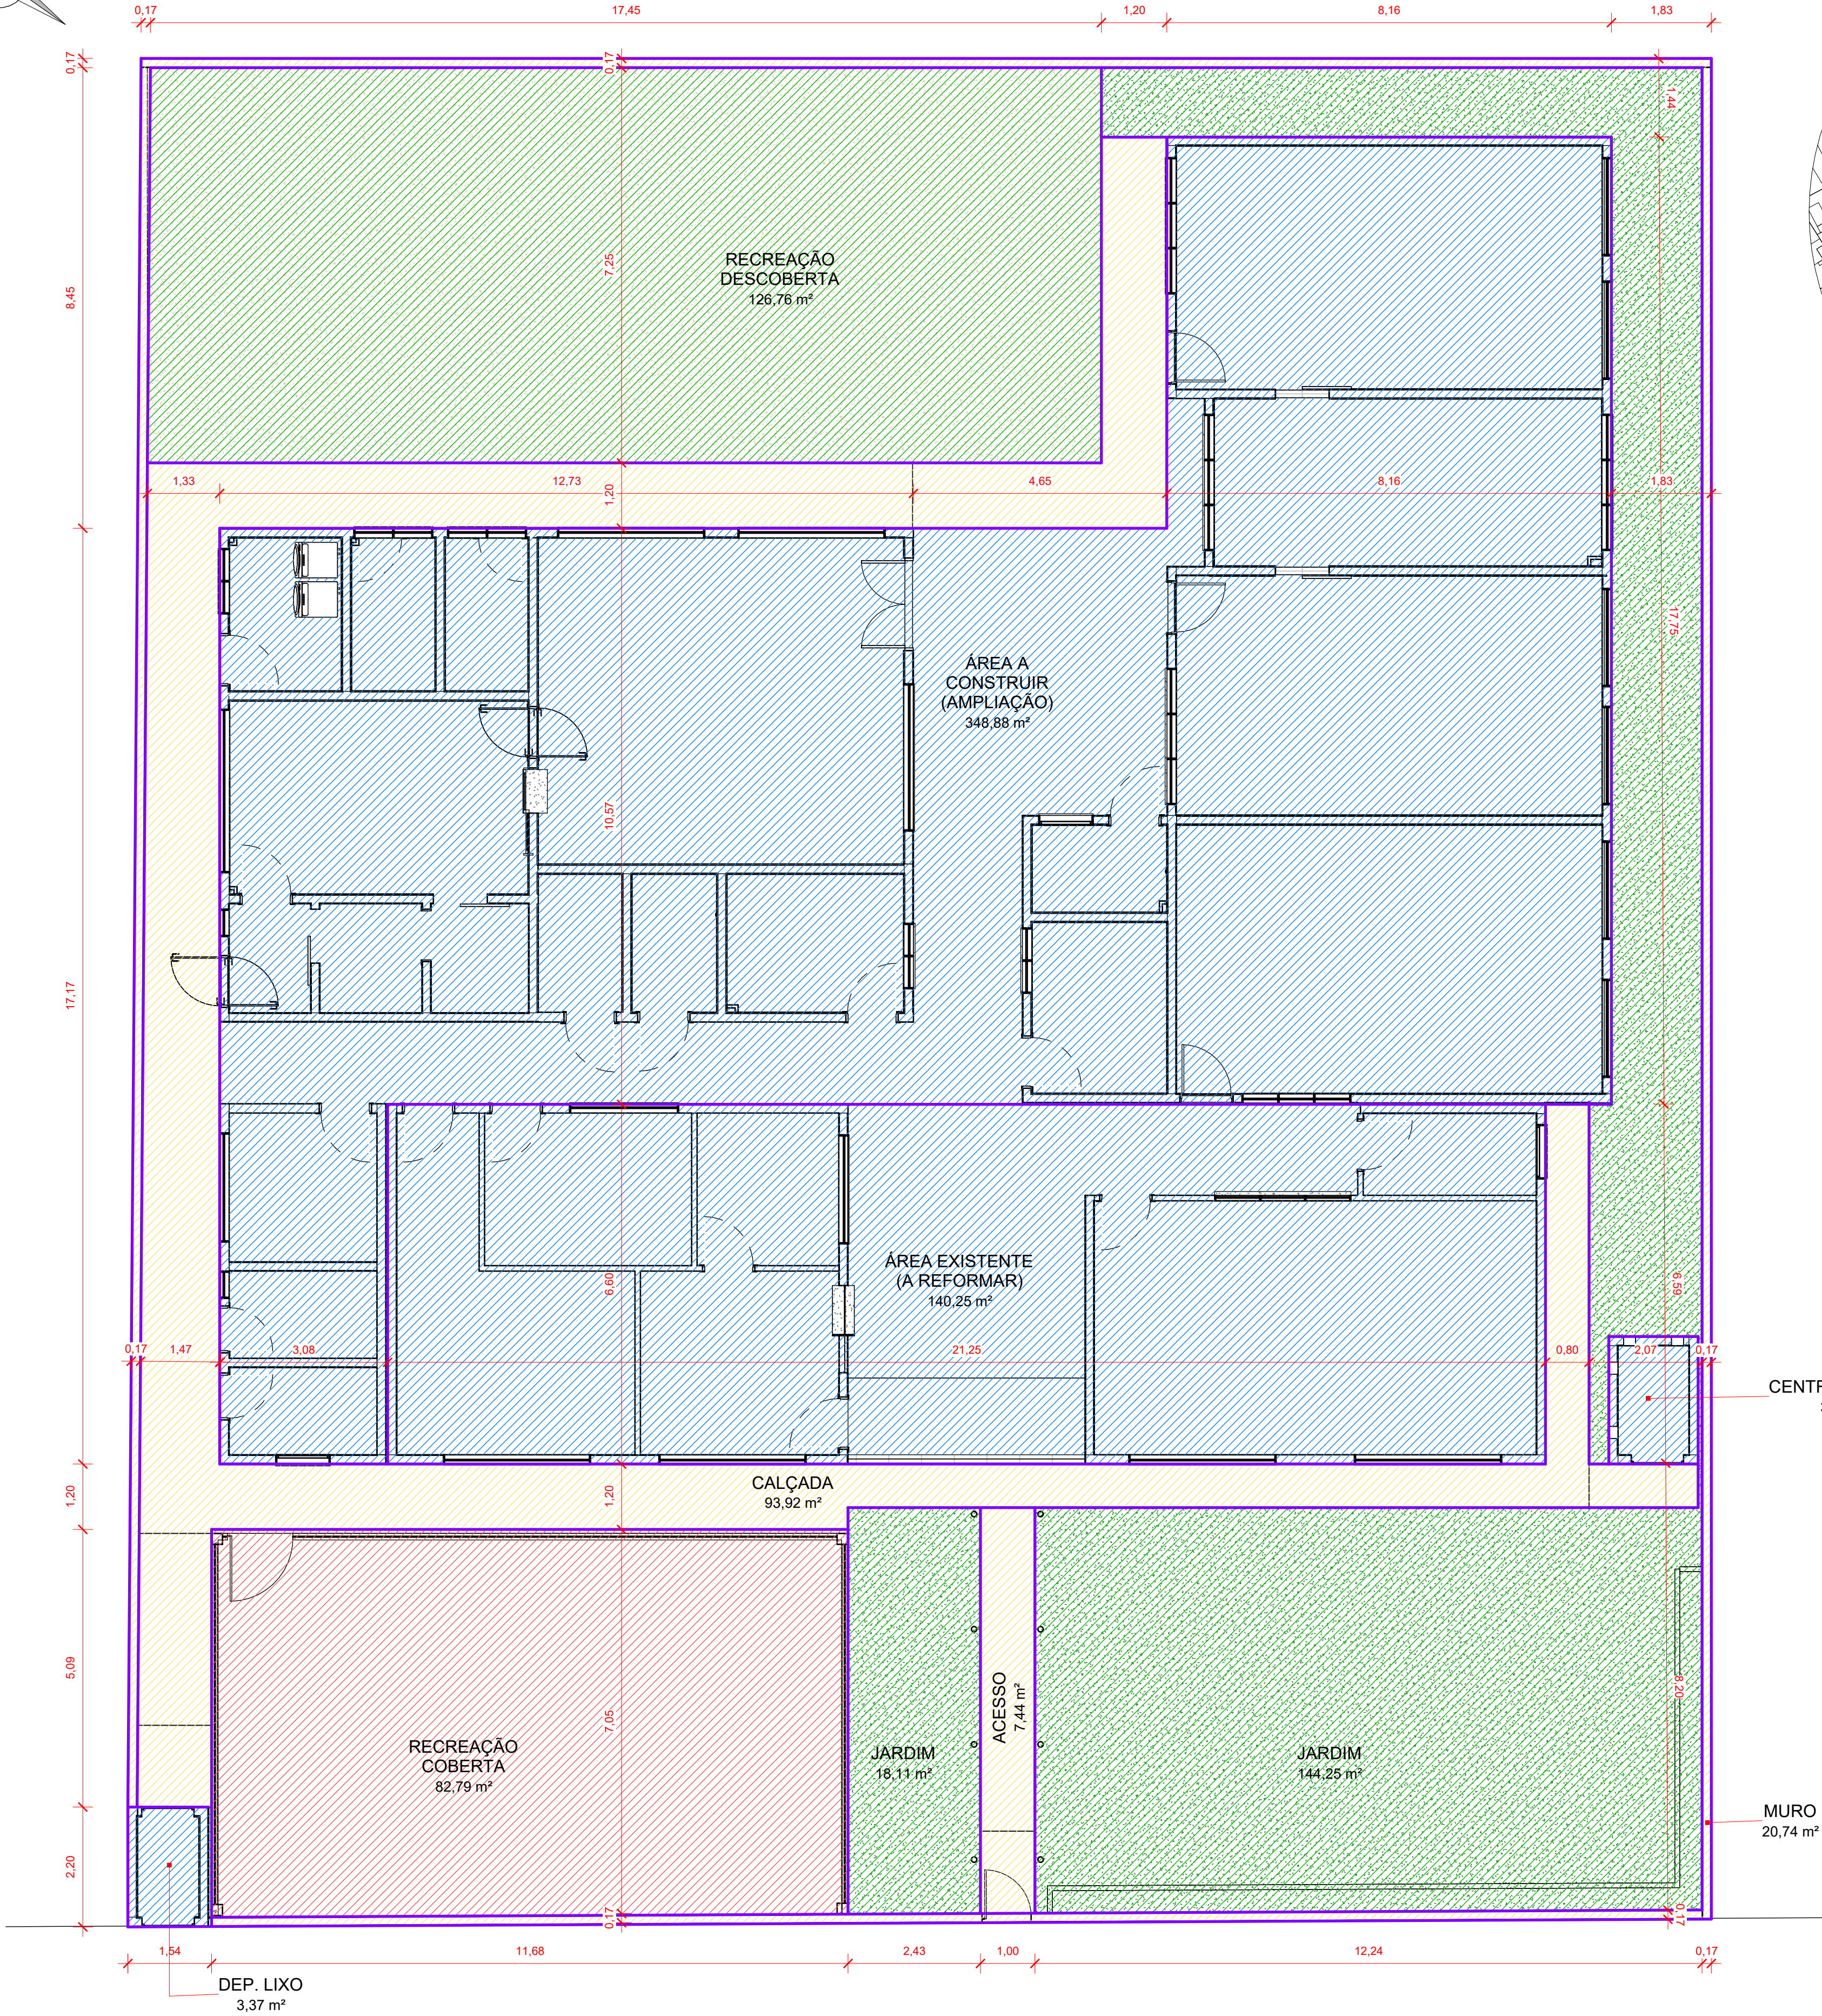 0,17
17,45
1,20
8,16
1,83
0,17
0,17
1,44
RECREAÇÃO
DESCOBERTA
126,76 m²
7,25
8,45
1,33
12,73
1,20
4,65
8,16
1,83
17,75
ÁREA A
CONSTRUIR
(AMPLIAÇÃO)
348,88 m²
10,57
17,17
ÁREA EXISTENTE
(A REFORMAR)
140,25 m²
6,60
6,59
0,17
1,47
3,08
21,25
0,80
2,07
0,17
CENTR
CALÇADA
93,92 m²
1,20
1,20
5,09
7,05
8,20
ACESSO
7,44 m²
RECREAÇÃO
COBERTA
82,79 m²
JARDIM
18,11 m²
JARDIM
144,25 m²
MURO
20,74 m²
2,20
0,17
0,17
1,54
11,68
2,43
1,00
12,24
0,17
DEP. LIXO
3,37 m²